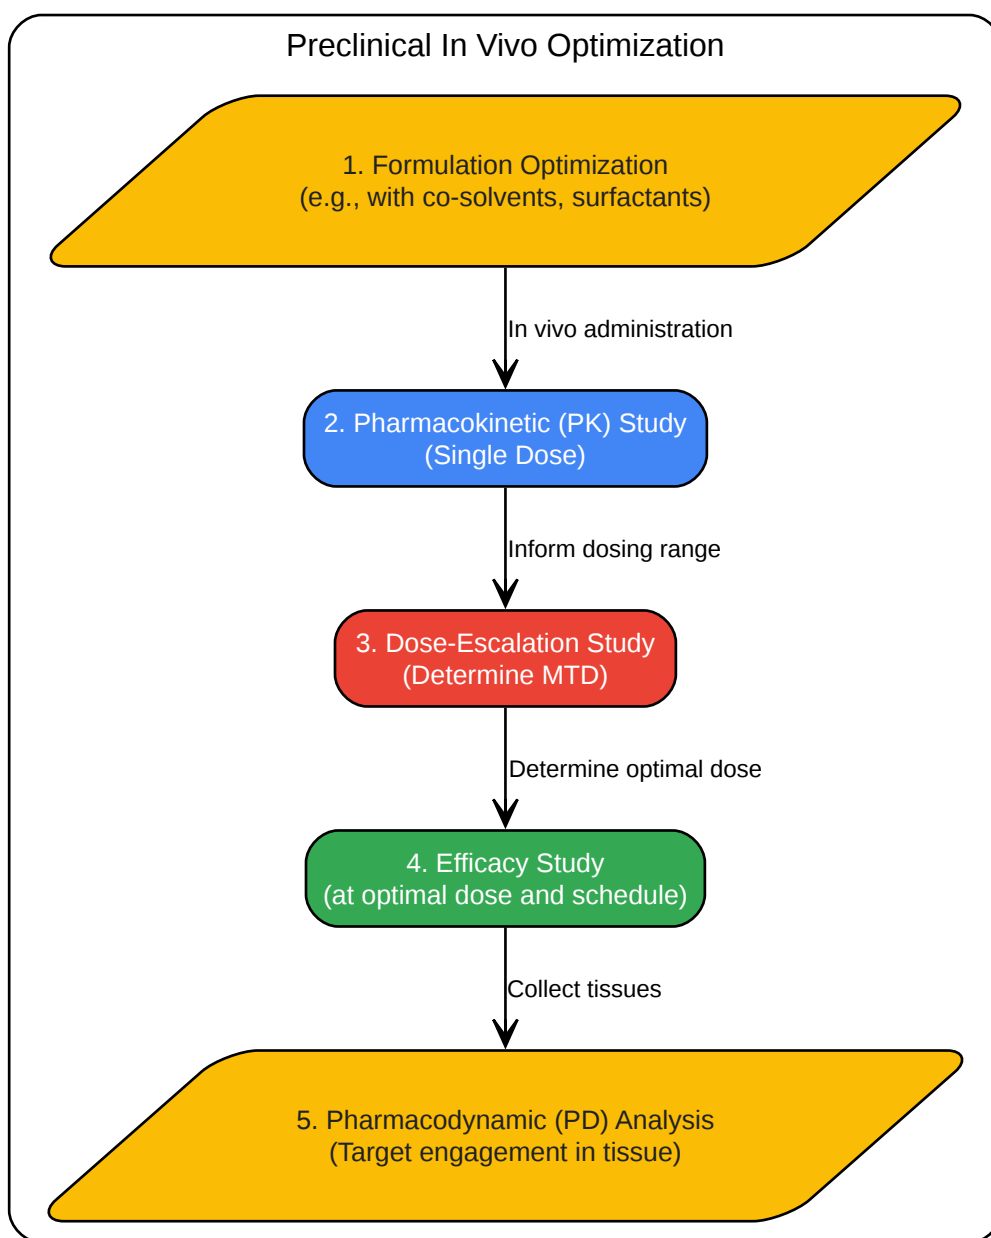 Preclinical In Vivo Optimization
1. Formulation Optimization
(e.g., with co-solvents, surfactants)
In vivo administration
2. Pharmacokinetic (PK) Study
(Single Dose)
Inform dosing range
3. Dose-Escalation Study
(Determine MTD)
Determine optimal dose
4. Efficacy Study
(at optimal dose and schedule)
Collect tissues
5. Pharmacodynamic (PD) Analysis
(Target engagement in tissue)